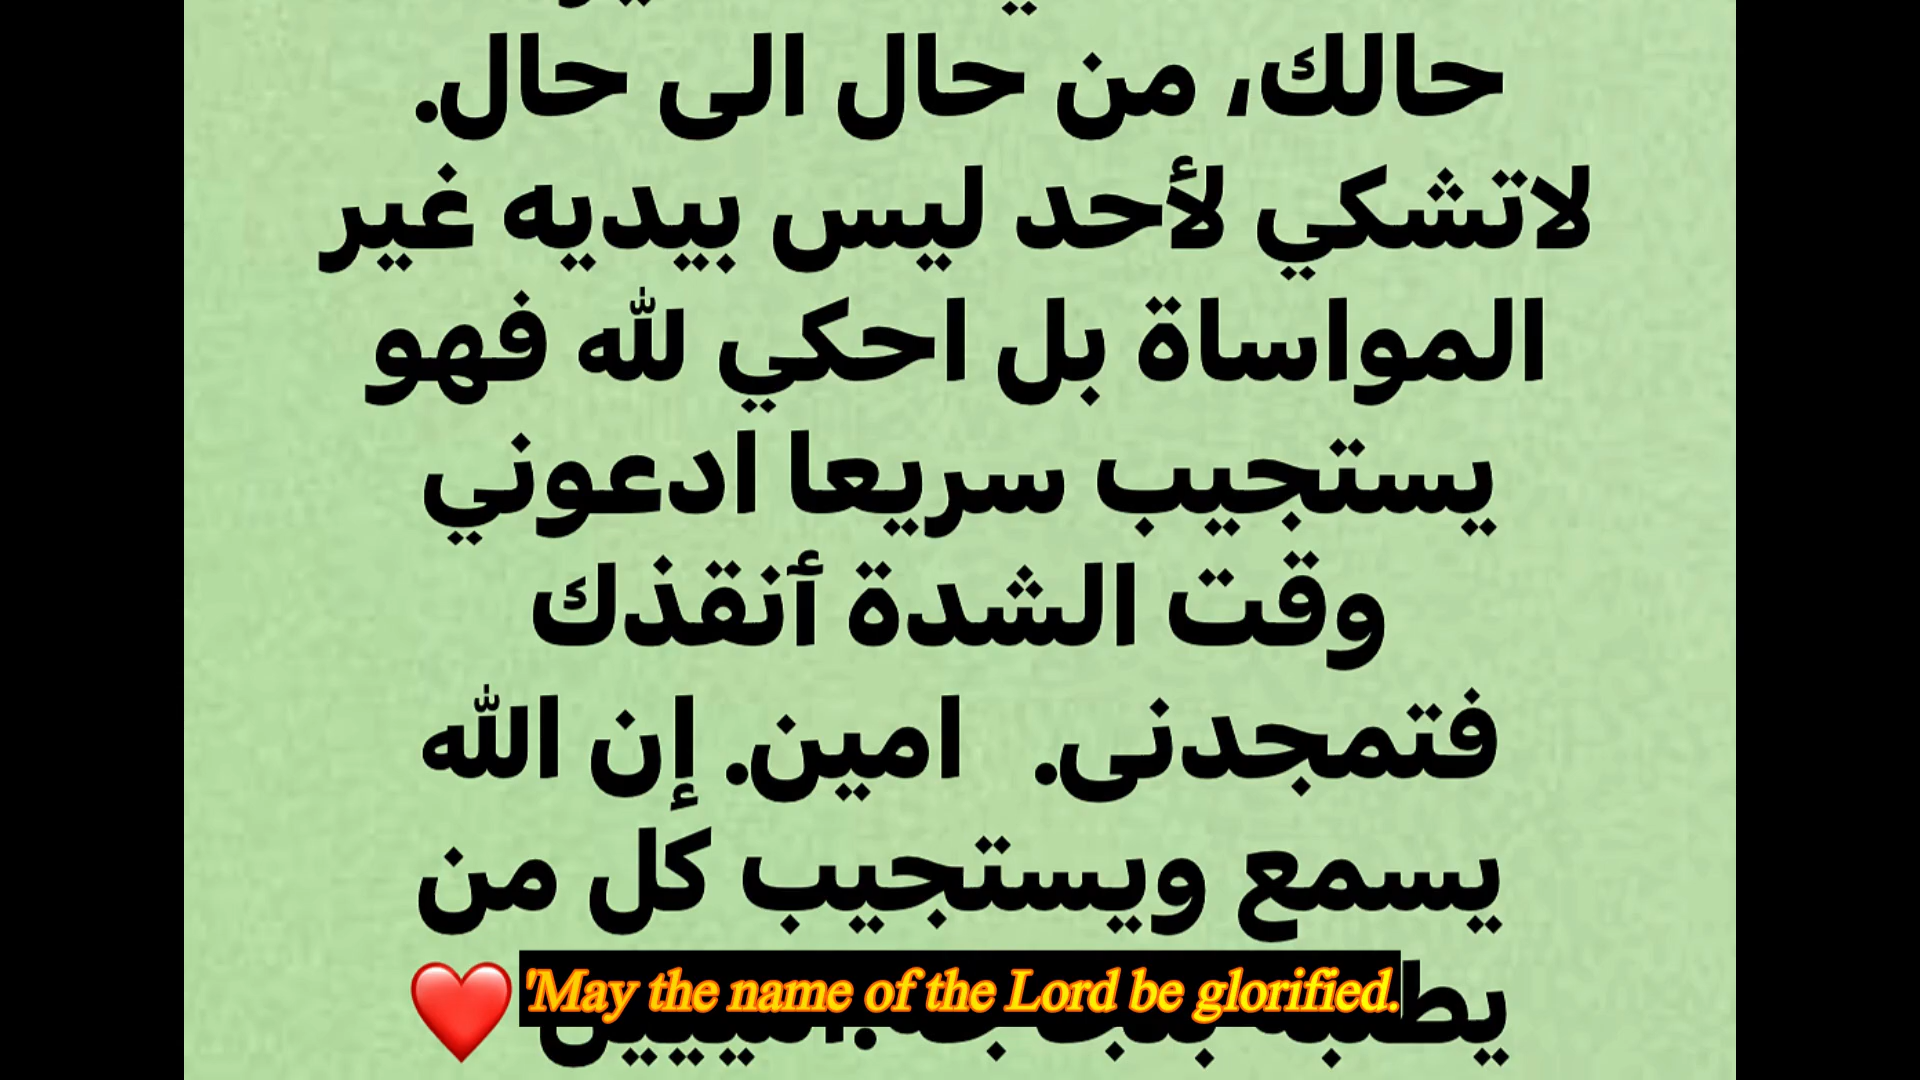 حالك، من حال الى حال.
لاتشكي لأحد ليس بيديه غير
المواساة بل احكي لله فهو
يستجيب سريعا ادعوني
وقت الشدة أنقذك
فتمجدنى. امين. إن الله
يسمع ويستجيب كل من
❤️ 'May the name of the Lord be glorified.